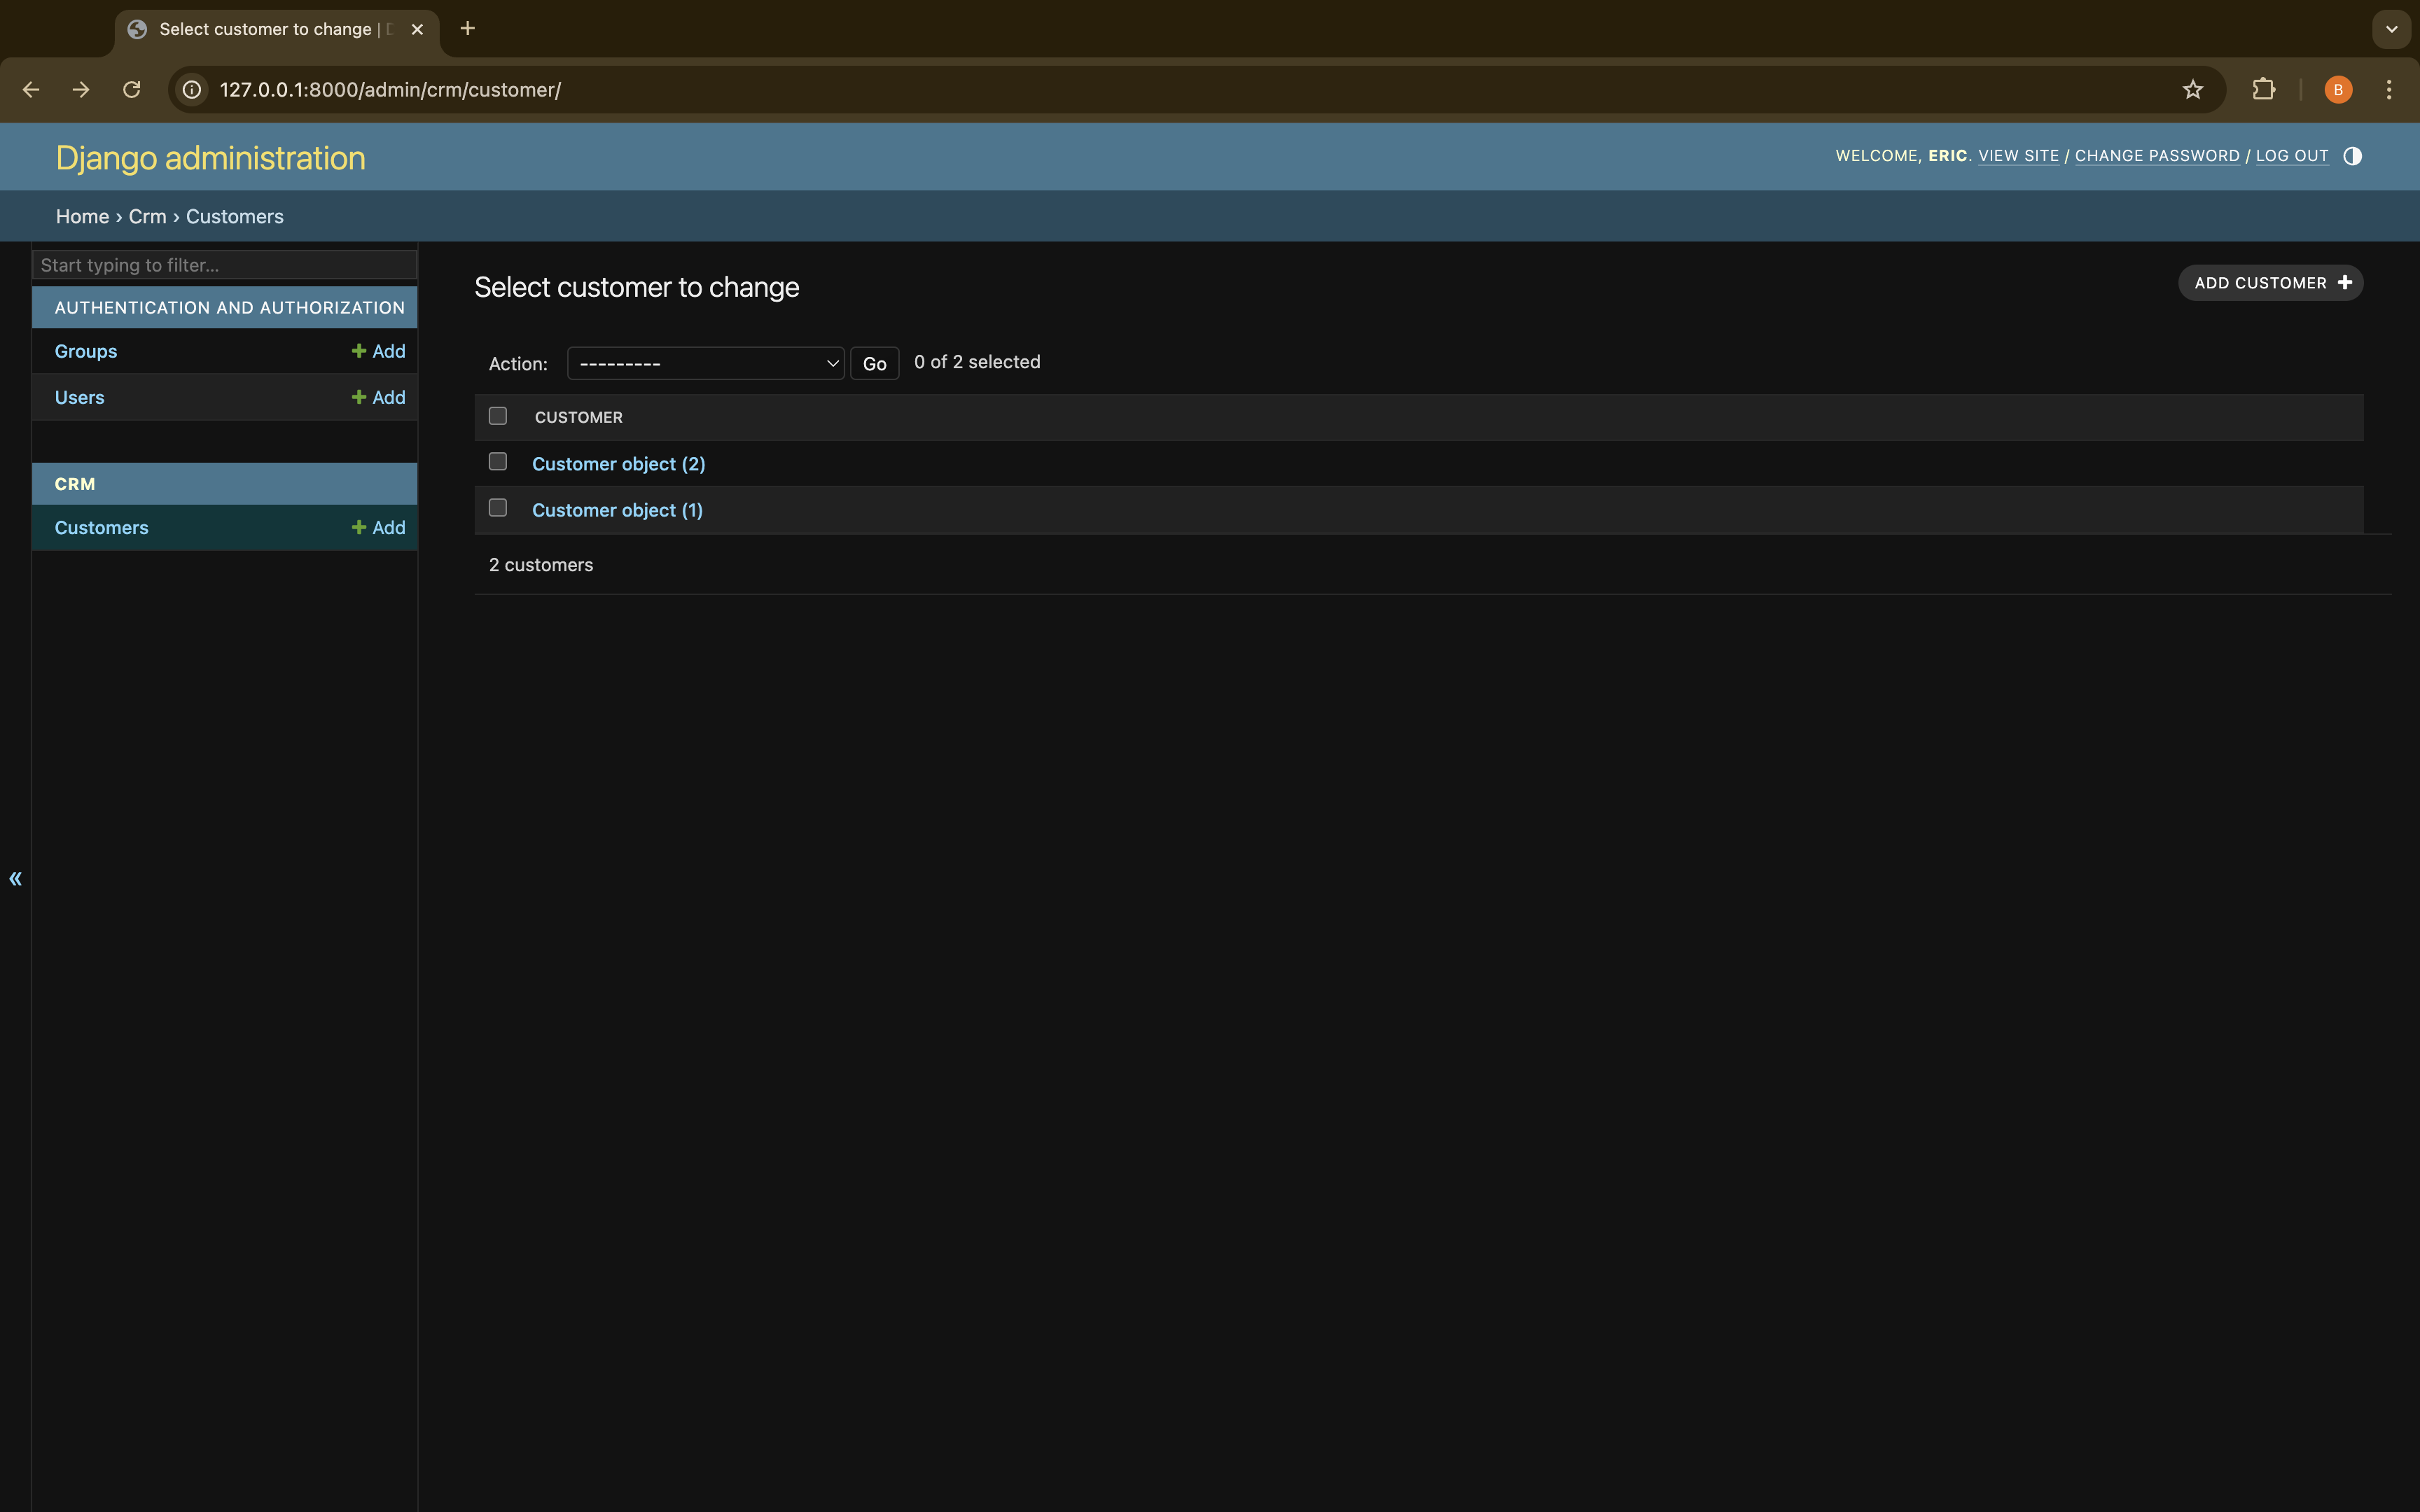 Select customer to change |
127.0.0.1:8000/admin/crm/customer/
B
Django administration
WELCOME, ERIC. VIEW SITE / CHANGE PASSWORD / LOG OUT
Home › Crm › Customers
Start typing to filter...
AUTHENTICATION AND AUTHORIZATION
Groups
Add
Users
Add
CRM
Customers
Add
Select customer to change
ADD CUSTOMER
Action:
---------
Go
0 of 2 selected
CUSTOMER
Customer object (2)
Customer object (1)
2 customers